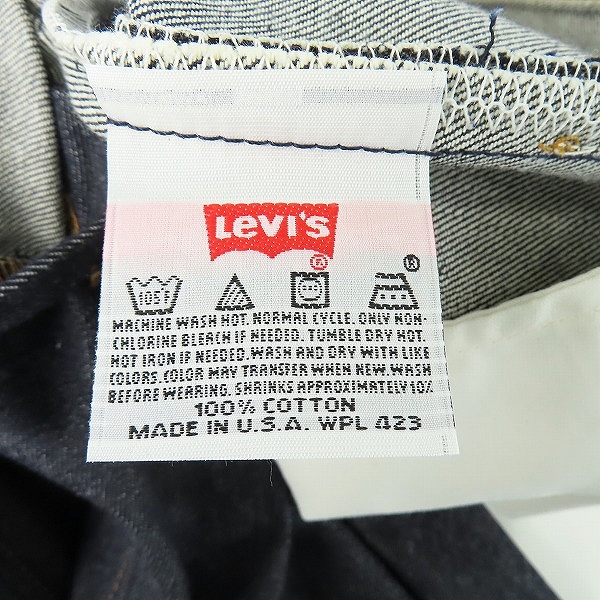 LEVI'S
105F
MACHINE WASH HOT. NORMAL CYCLE. ONLY NON-
CHLORINE BLEACH IF NEEDED. TUMBLE DRY HOT.
HOT IRON IF NEEDED. WASH AND DRY WITH LIKE
COLORS. COLOR MAY TRANSFER WHEN NEW. WASH
BEFORE WEARING. SHRINKS APPROXIMATELY 10%
100% COTTON
MADE IN U.S.A. WPL 423